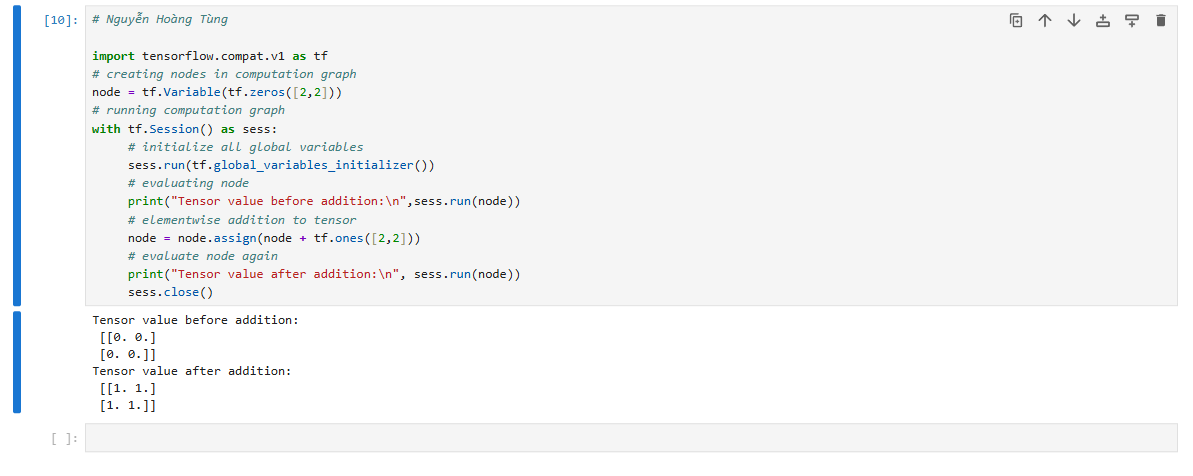 [10]: # Nguyễn Hoàng Tùng
import tensorflow.compat.v1 as tf
# creating nodes in computation graph
node = tf.Variable(tf.zeros([2,2]))
# running computation graph
with tf.Session() as sess:
     # initialize all global variables
     sess.run(tf.global_variables_initializer())
     # evaluating node
     print("Tensor value before addition:\n",sess.run(node))
     # elementwise addition to tensor
     node = node.assign(node + tf.ones([2,2]))
     # evaluate node again
     print("Tensor value after addition:\n", sess.run(node))
     sess.close()
Tensor value before addition:
 [[0. 0.]
 [0. 0.]]
Tensor value after addition:
 [[1. 1.]
 [1. 1.]]
[ ]: